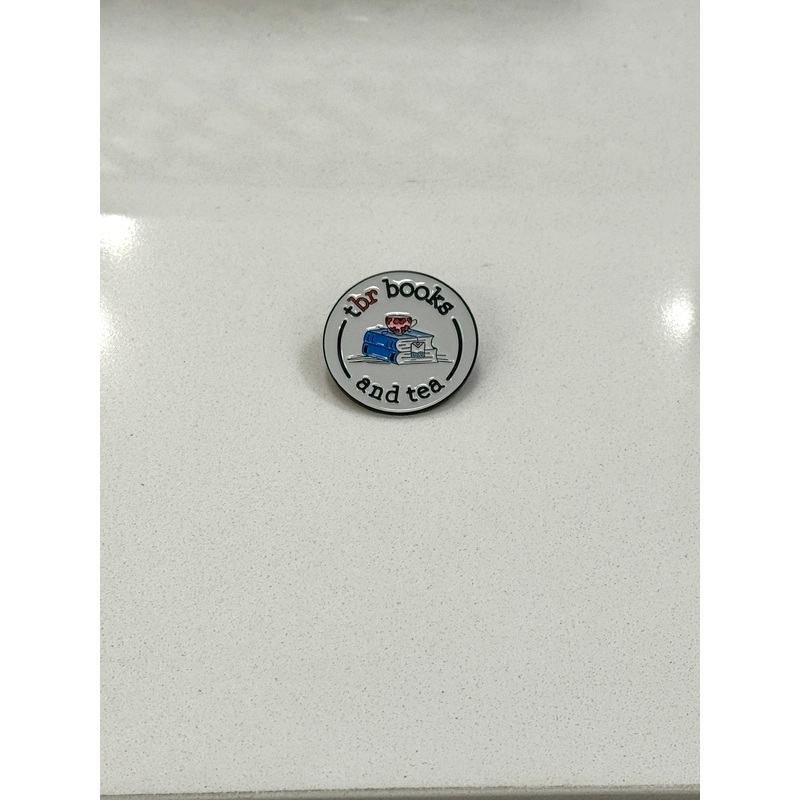 tbr books
and tea